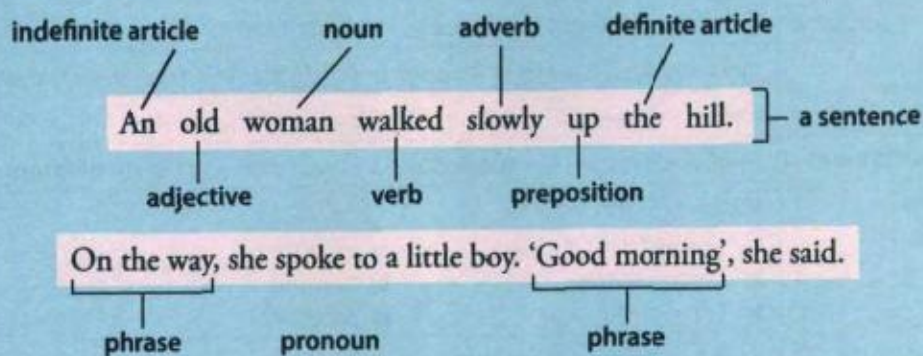 indefinite article noun adverb definite article
An old woman walked slowly up the hill. a sentence
adjective verb preposition
On the way, she spoke to a little boy. ‘Good morning’, she said.
phrase pronoun phrase